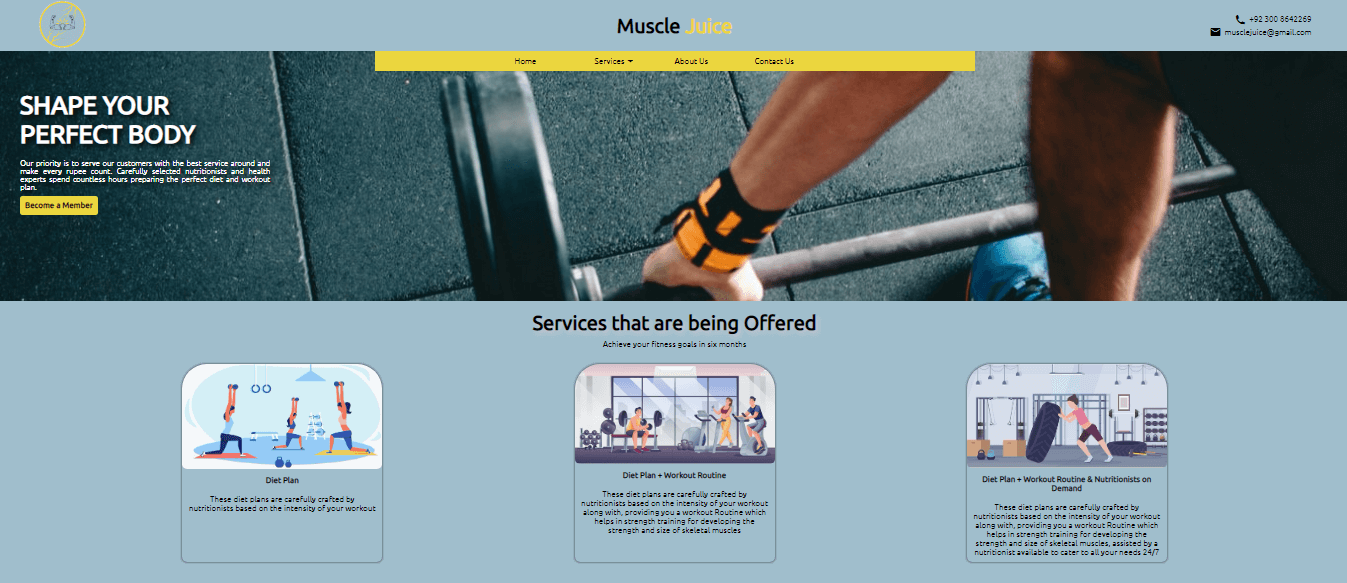 Muscle Juice
+92 300 8642269
musclejuice@gmail.com
Home
Services
About Us
Contact Us
SHAPE YOUR
PERFECT BODY
Our priority is to serve our customers with the best service around and
make every rupee count. Carefully selected nutritionists and health
experts spend countless hours preparing the perfect diet and workout
plan.
Become a Member
Services that are being Offered
Achieve your fitness goals in six months
Diet Plan
These diet plans are carefully crafted by
nutritionists based on the intensity of your workout
Diet Plan + Workout Routine
These diet plans are carefully crafted by
nutritionists based on the intensity of your workout
along with, providing you a workout Routine which
helps in strength training for developing the
strength and size of skeletal muscles
Diet Plan + Workout Routine & Nutritionists on
Demand
These diet plans are carefully crafted by
nutritionists based on the intensity of your workout
along with, providing you a workout Routine which
helps in strength training for developing the
strength and size of skeletal muscles, assisted by a
nutritionist available to cater to all your needs 24/7